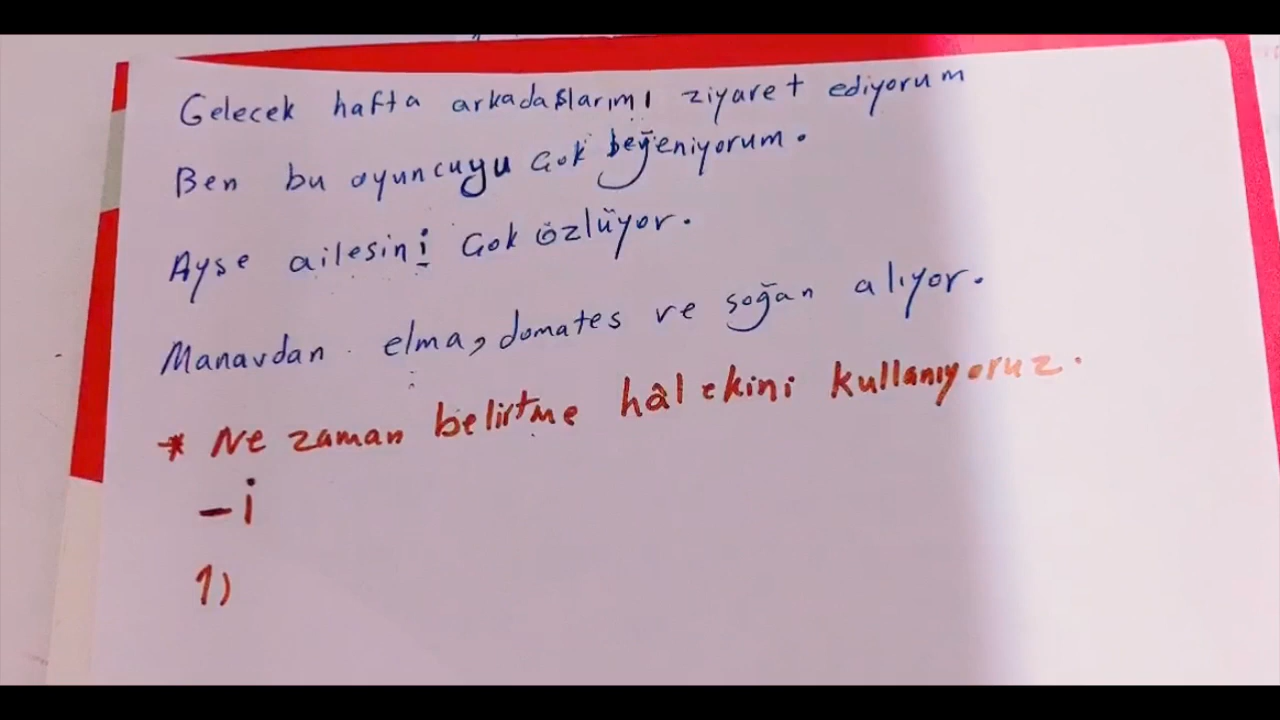 Gelecek hafta arkadaşlarımı ziyaret ediyorum
Ben bu oyuncuyu çok beğeniyorum.
Ayşe ailesini çok özlüyor.
Manavdan elma, domates ve soğan alıyor.
* Ne zaman belirtme hâl ekini kullanıyoruz.
-i
1)